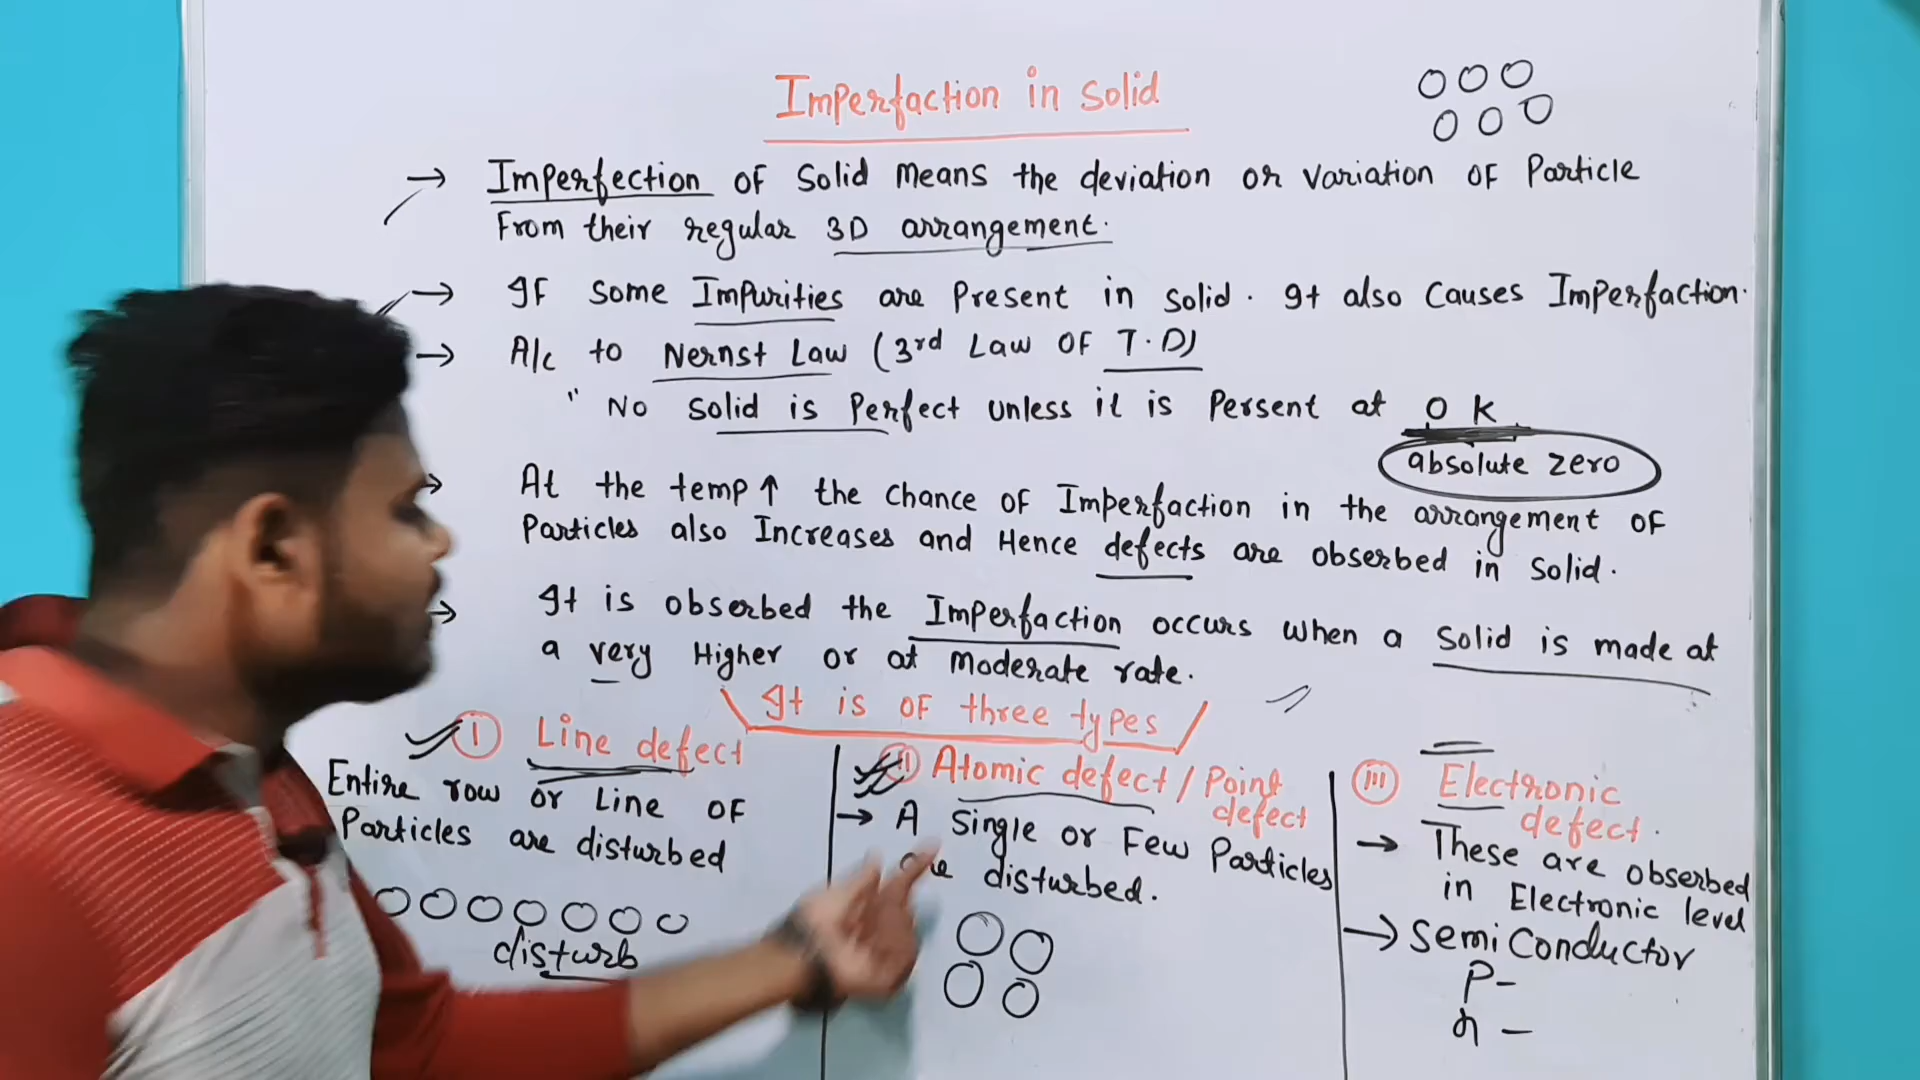 Imperfaction in solid
→ Imperfection of solid means the deviation or variation of Particle
From their regular 3D arrangement.
→ If some Impurities are Present in solid. It also Causes Imperfaction.
→ A/c to Nernst Law (3rd Law of T.D)
" No solid is Perfect unless it is Persent at 0 K
absolute zero
→ At the temp ↑ the chance of Imperfaction in the arrangement of
Particles also Increases and Hence defects are obserbed in solid.
→ It is obserbed the Imperfaction occurs when a solid is made at
a very Higher or at moderate rate.
It is of three types
(I) Line defect
Entire row or Line of
Particles are disturbed
disturb
(II) Atomic defect / Point
defect
→ A single or Few Particles
are disturbed.
(III) Electronic
defect.
→ These are obserbed
in Electronic level
→ semi conductor
P-
n-